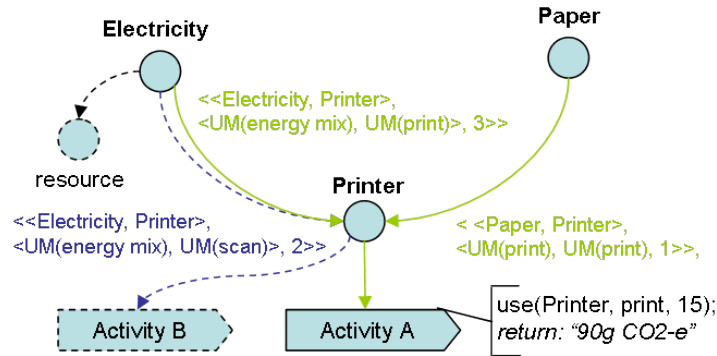 Electricity
Paper
<<Electricity, Printer>,
<UM(energy mix), UM(print)>, 3>>
resource
Printer
<<Electricity, Printer>,
<UM(energy mix), UM(scan)>, 2>>
< <Paper, Printer>,
<UM(print), UM(print), 1>>,
Activity B
Activity A
use(Printer, print, 15);
return: “90g CO2-e”